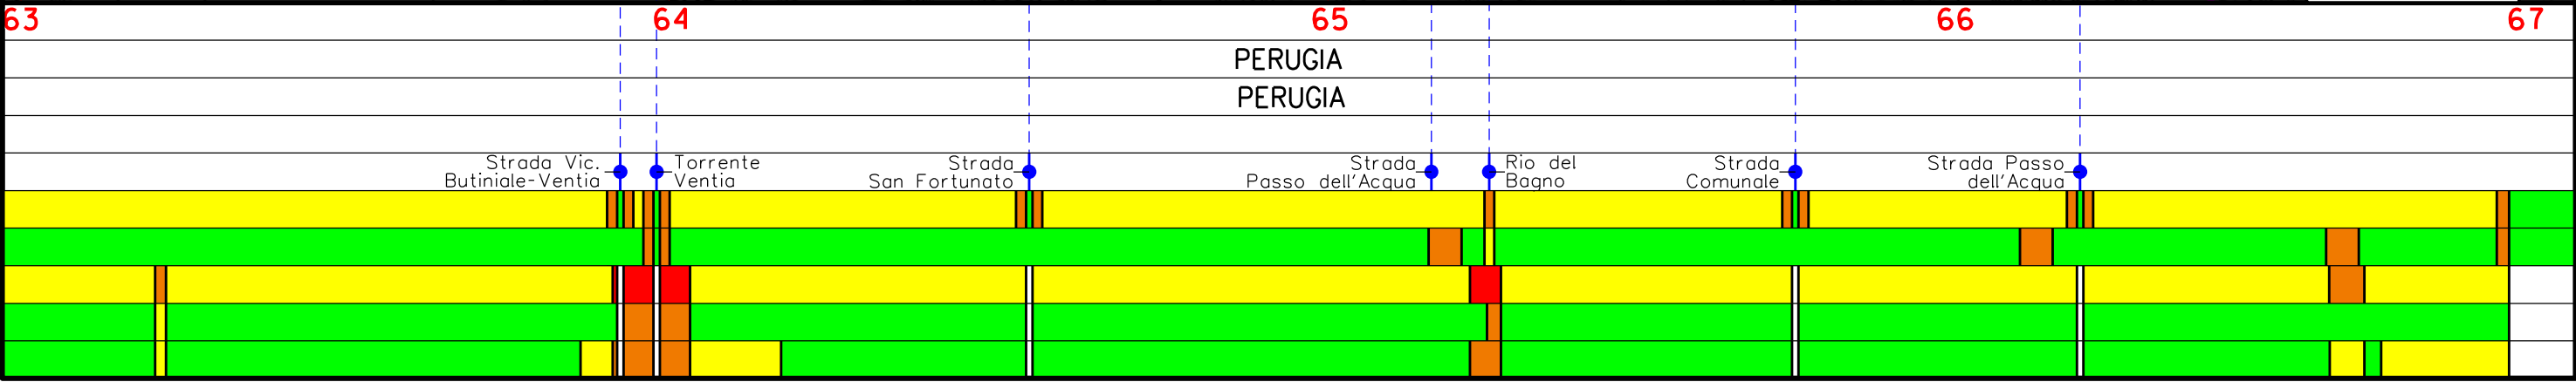 63 64 65 66 67
PERUGIA
PERUGIA
Strada Vic.
Butiniale-Ventia
Torrente
Ventia
Strada
San Fortunato
Strada
Passo dell'Acqua
Rio del
Bagno
Strada
Comunale
Strada Passo
dell'Acqua